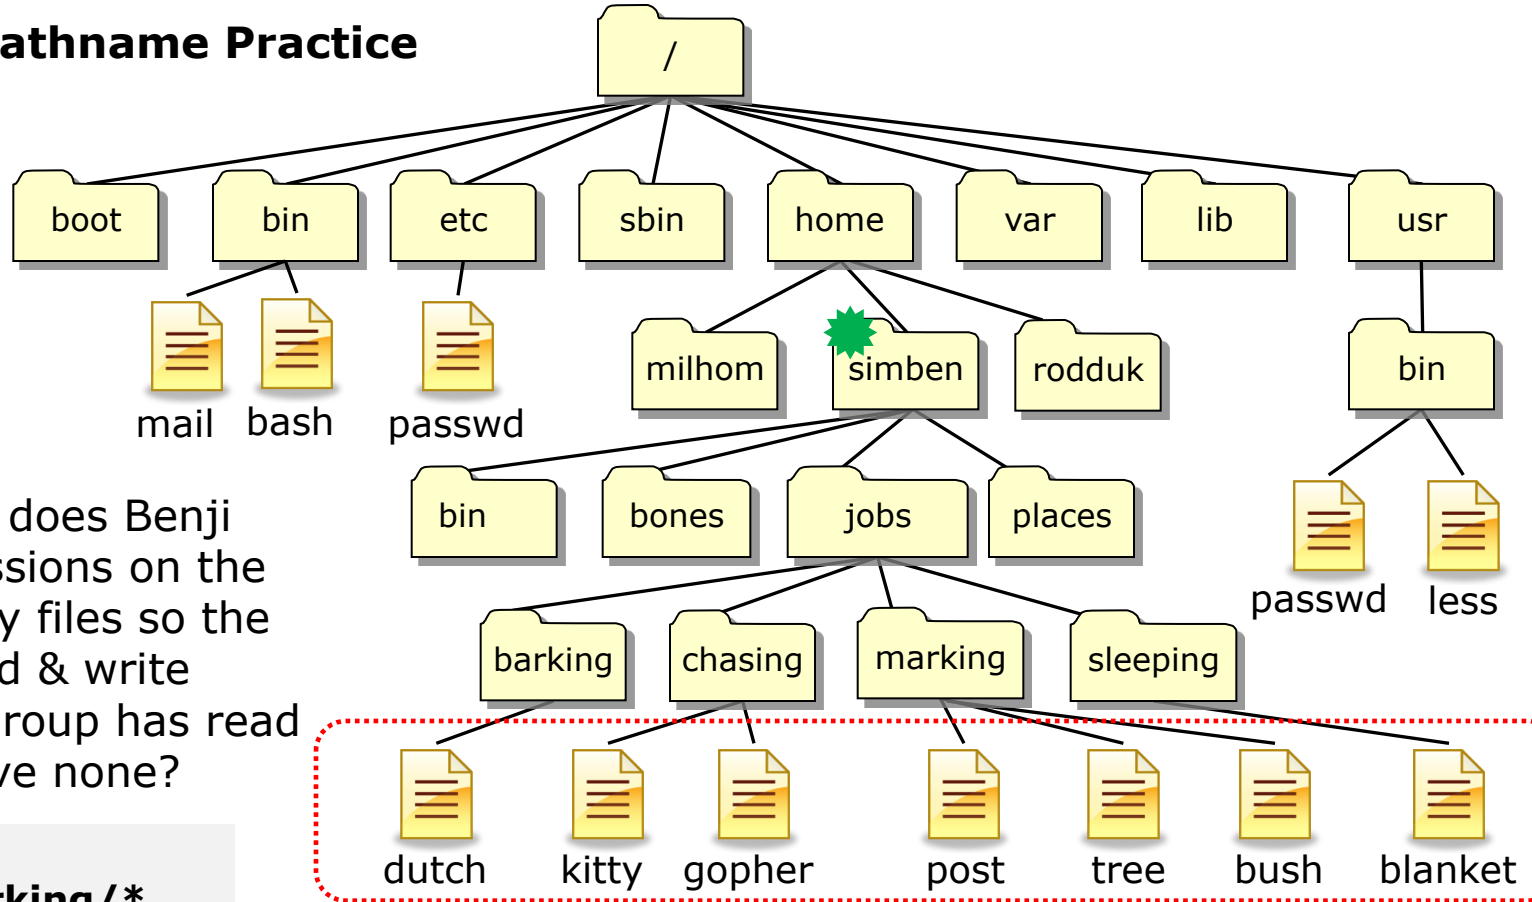 athname Practice
/
boot bin etc sbin home var lib usr
mail bash passwd
milhom simben rodduk bin
bin bones jobs places
passwd less
barking chasing marking sleeping
dutch kitty gopher post tree bush blanket
does Benji
ssions on the
y files so the
d & write
roup has read
ve none?
rking/*